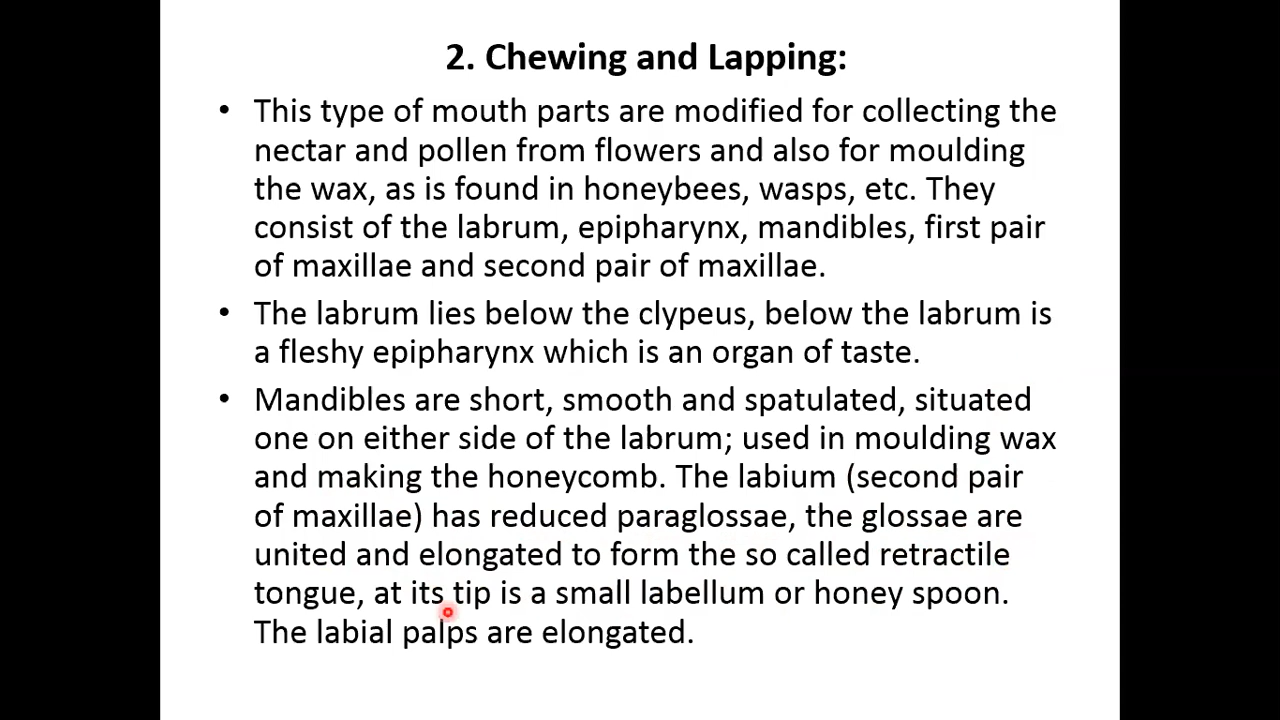 2. Chewing and Lapping:
• This type of mouth parts are modified for collecting the
nectar and pollen from flowers and also for moulding
the wax, as is found in honeybees, wasps, etc. They
consist of the labrum, epipharynx, mandibles, first pair
of maxillae and second pair of maxillae.
• The labrum lies below the clypeus, below the labrum is
a fleshy epipharynx which is an organ of taste.
• Mandibles are short, smooth and spatulated, situated
one on either side of the labrum; used in moulding wax
and making the honeycomb. The labium (second pair
of maxillae) has reduced paraglossae, the glossae are
united and elongated to form the so called retractile
tongue, at its tip is a small labellum or honey spoon.
The labial palps are elongated.